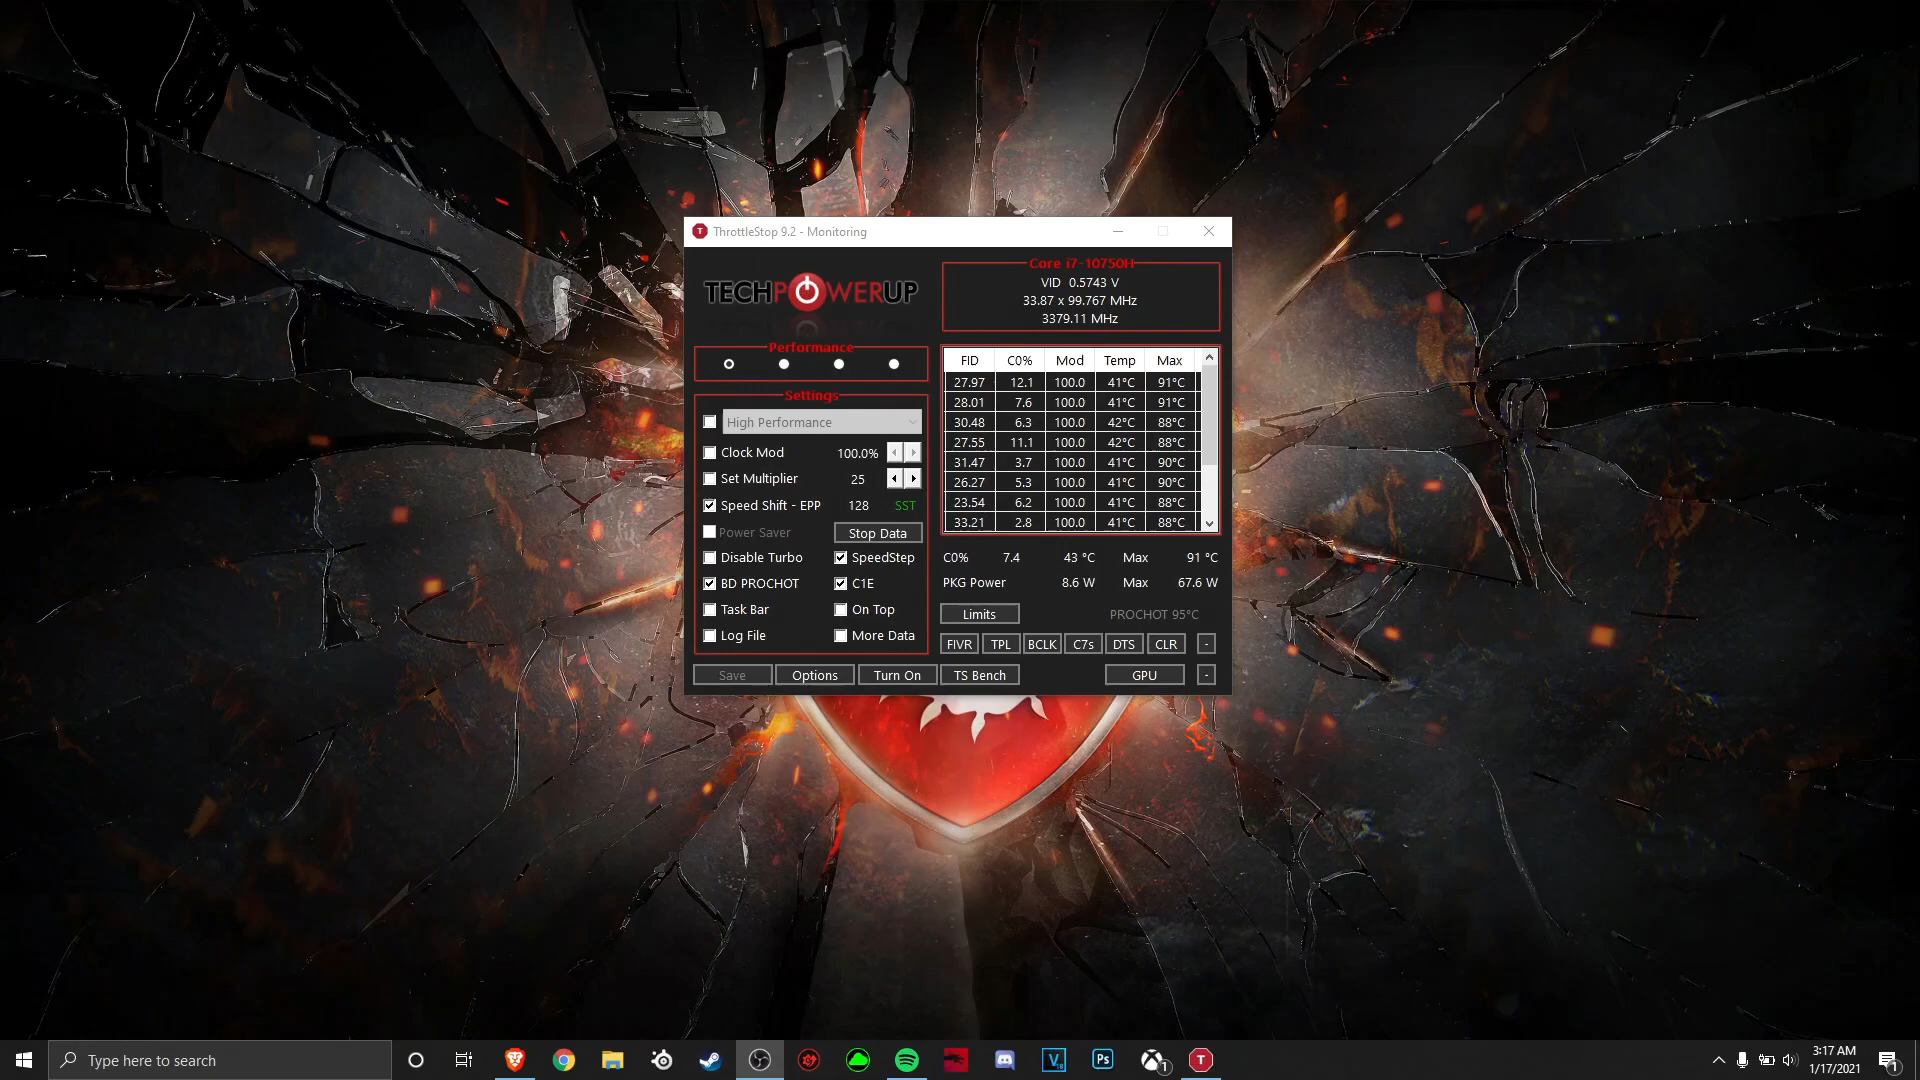 ThrottleStop 9.2 - Monitoring
TECHPOWERUP
Core i7-10750H
VID 0.5743 V
33.87 x 99.767 MHz
3379.11 MHz
Performance
Settings
High Performance
Clock Mod 100.0%
Set Multiplier 25
Speed Shift - EPP 128 SST
Power Saver Stop Data
Disable Turbo SpeedStep
BD PROCHOT C1E
Task Bar On Top
Log File More Data
FID C0% Mod Temp Max
27.97 12.1 100.0 41°C 91°C
28.01 7.6 100.0 41°C 91°C
30.48 6.3 100.0 42°C 88°C
27.55 11.1 100.0 42°C 88°C
31.47 3.7 100.0 41°C 90°C
26.27 5.3 100.0 41°C 90°C
23.54 6.2 100.0 41°C 88°C
33.21 2.8 100.0 41°C 88°C
C0% 7.4 43 °C Max 91 °C
PKG Power 8.6 W Max 67.6 W
Limits PROCHOT 95°C
FIVR TPL BCLK C7s DTS CLR -
Save Options Turn On TS Bench GPU -
Type here to search
3:17 AM
1/17/2021